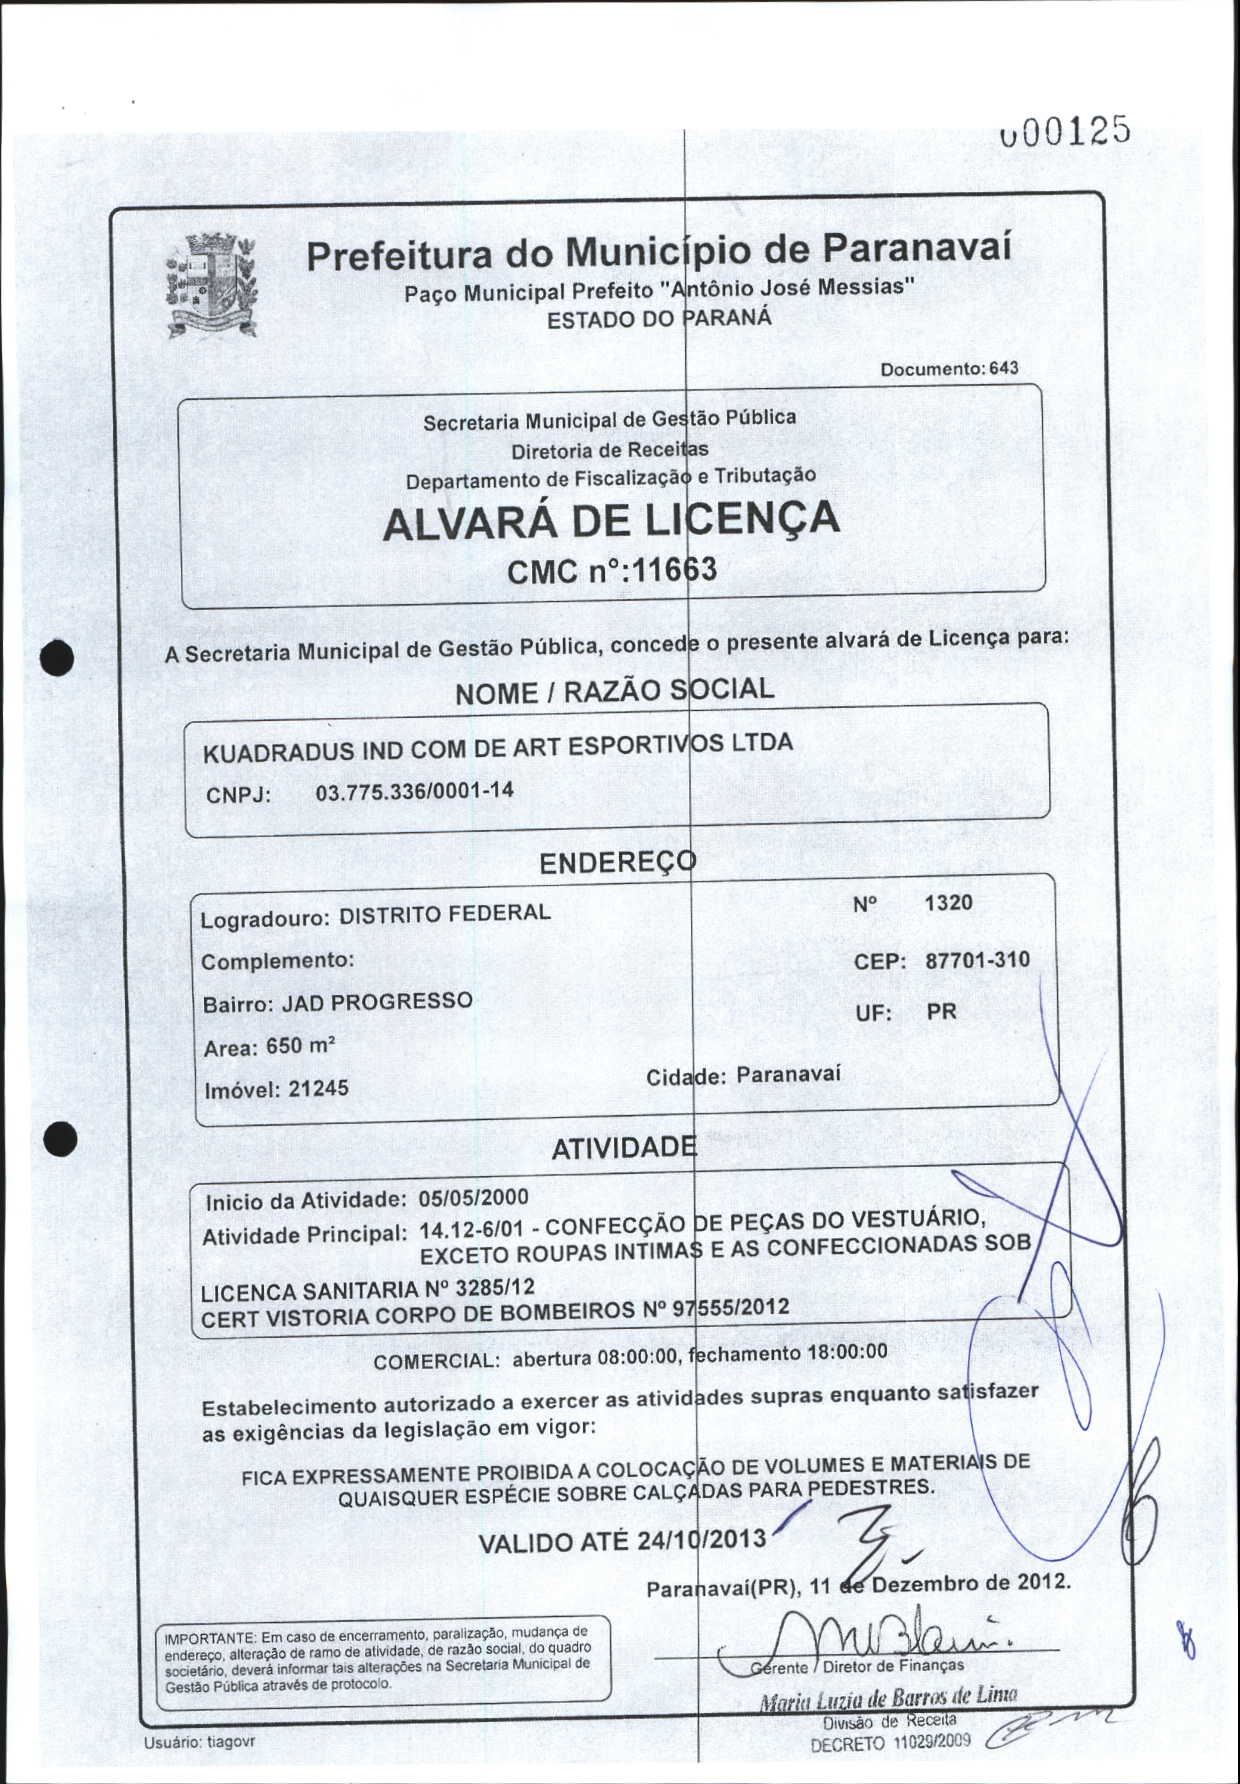 000125
Prefeitura do Município de Paranavaí
Paço Municipal Prefeito "Antônio José Messias"
ESTADO DO PARANÁ
Documento: 643
Secretaria Municipal de Gestão Pública
Diretoria de Receitas
Departamento de Fiscalização e Tributação
ALVARÁ DE LICENÇA
CMC nº:11663
A Secretaria Municipal de Gestão Pública, concede o presente alvará de Licença para:
NOME / RAZÃO SOCIAL
KUADRADUS IND COM DE ART ESPORTIVOS LTDA
CNPJ: 03.775.336/0001-14
ENDEREÇO
Logradouro: DISTRITO FEDERAL Nº 1320
Complemento: CEP: 87701-310
Bairro: JAD PROGRESSO UF: PR
Area: 650 m²
Imóvel: 21245 Cidade: Paranavaí
ATIVIDADE
Inicio da Atividade: 05/05/2000
Atividade Principal: 14.12-6/01 - CONFECÇÃO DE PEÇAS DO VESTUÁRIO,
EXCETO ROUPAS INTIMAS E AS CONFECCIONADAS SOB
LICENCA SANITARIA Nº 3285/12
CERT VISTORIA CORPO DE BOMBEIROS Nº 97555/2012
COMERCIAL: abertura 08:00:00, fechamento 18:00:00
Estabelecimento autorizado a exercer as atividades supras enquanto satisfazer
as exigências da legislação em vigor:
FICA EXPRESSAMENTE PROIBIDA A COLOCAÇÃO DE VOLUMES E MATERIAIS DE
QUAISQUER ESPÉCIE SOBRE CALÇADAS PARA PEDESTRES.
VALIDO ATÉ 24/10/2013
Paranavaí(PR), 11 de Dezembro de 2012.
IMPORTANTE: Em caso de encerramento, paralização, mudança de
endereço, alteração de ramo de atividade, de razão social, do quadro
societário, deverá informar tais alterações na Secretaria Municipal de
Gestão Pública através de protocolo.
Gerente / Diretor de Finanças
Maria Luzia de Barros de Lima
Divisão de Receita
DECRETO 11029/2009
Usuário: tiagovr